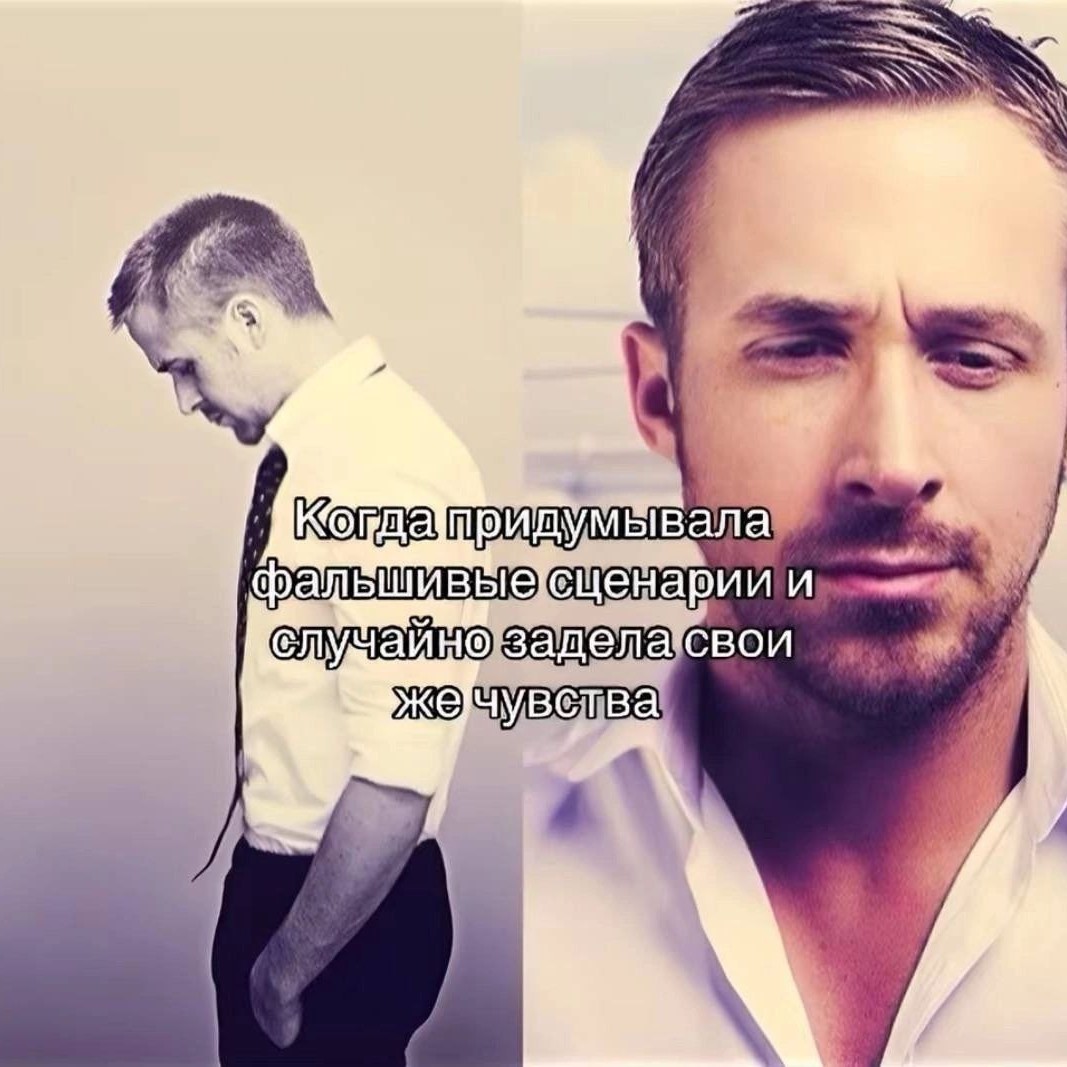 Когда придумывала
фальшивые сценарии и
случайно задела свои
же чувства